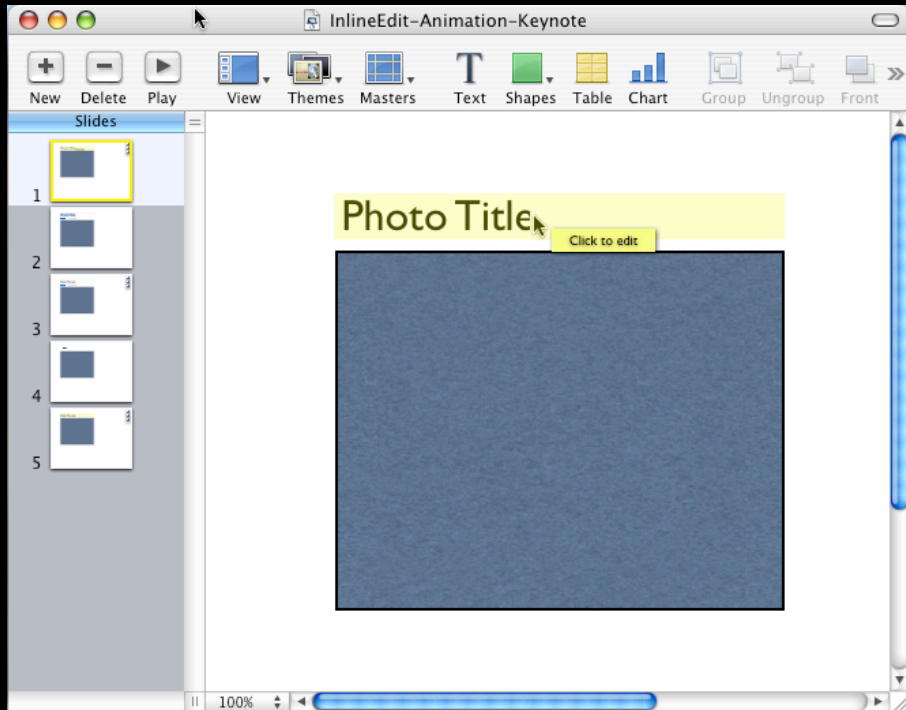 InlineEdit-Animation-Keynote
New Delete Play View Themes Masters Text Shapes Table Chart Group Ungroup Front
Slides
1
2
3
4
5
Photo Title
Click to edit
100%